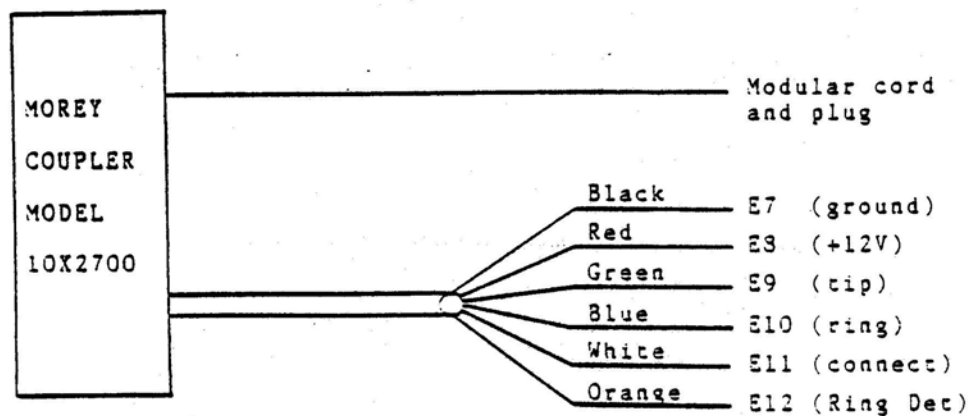 MOREY
COUPLER
MODEL
10X2700
Modular cord
and plug
Black E7 (ground)
Red E8 (+12V)
Green E9 (tip)
Blue E10 (ring)
White E11 (connect)
Orange E12 (Ring Det)